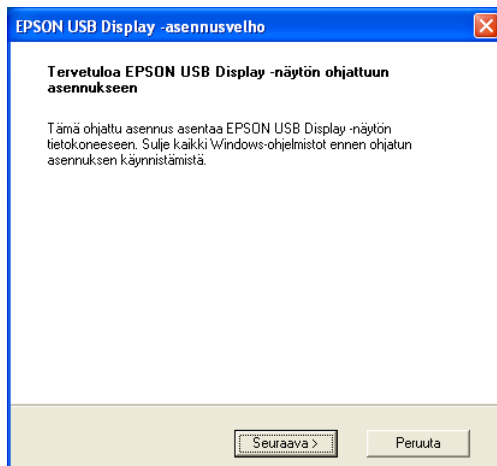 EPSON USB Display -asennusvelho
Tervetuloa EPSON USB Display -näytön ohjattuun
asennukseen
Tämä ohjattu asennus asentaa EPSON USB Display -näytön
tietokoneeseen. Sulje kaikki Windows-ohjelmistot ennen ohjatun
asennuksen käynnistämistä.
Seuraava >
Peruuta